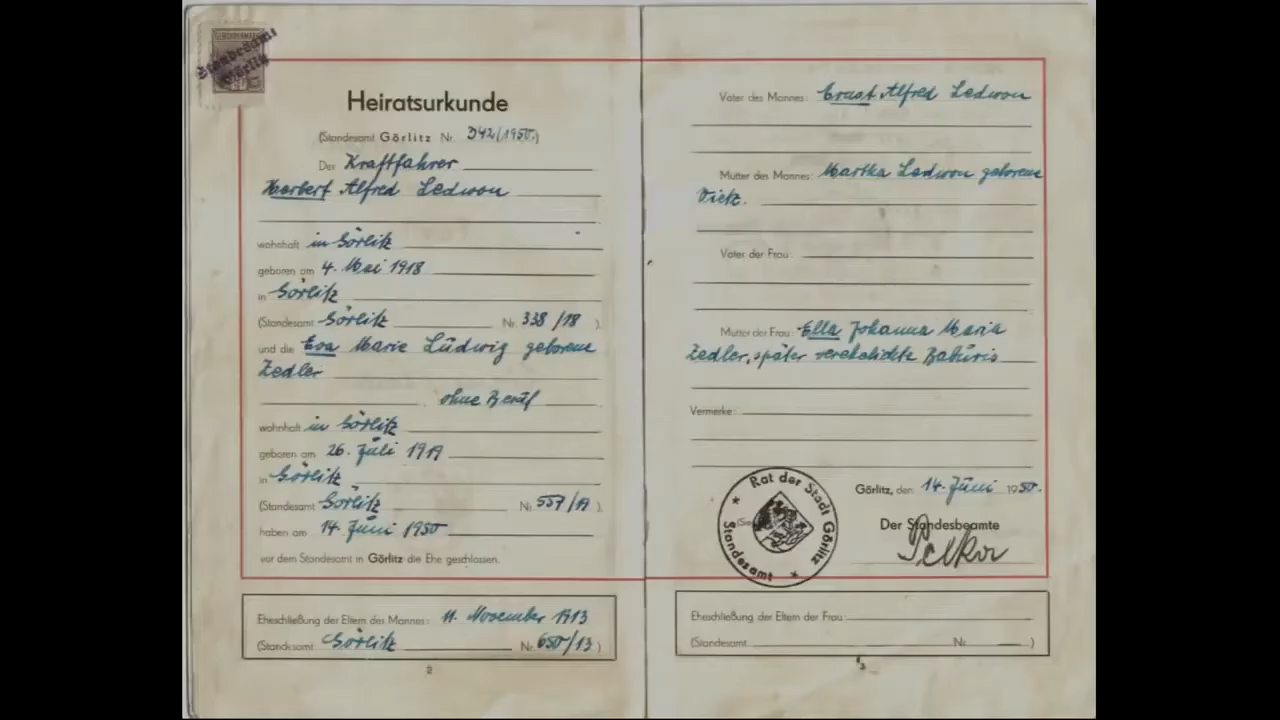 Standesamt
Görlitz
Heiratsurkunde
(Standesamt Görlitz Nr. 342/1950.)
Der Kraftfahrer
Herbert Alfred Ledwon
wohnhaft in Görlitz
geboren am 4. Mai 1918
in Görlitz
(Standesamt Görlitz Nr. 338/18 )
und die Eva Marie Ludwig geborene
Zedler
ohne Beruf
wohnhaft in Görlitz
geboren am 26. Juli 1919
in Görlitz
(Standesamt Görlitz Nr. 557/19 )
haben am 14. Juni 1950
vor dem Standesamt in Görlitz die Ehe geschlossen.
Eheschließung der Eltern des Mannes: 11. November 1913
(Standesamt Görlitz Nr. 650/13 )
2
Vater des Mannes: Ernst Alfred Ledwon
Mutter des Mannes: Martha Ledwon geborene
Vater der Frau:
Mutter der Frau: Ella Johanna Maria
Zedler, später verehelichte
Vermerke:
Görlitz, den 14. Juni 1950.
Rat der Stadt Görlitz
Standesamt
(Sie
Der Standesbeamte
Eheschließung der Eltern der Frau:
(Standesamt Nr. )
3